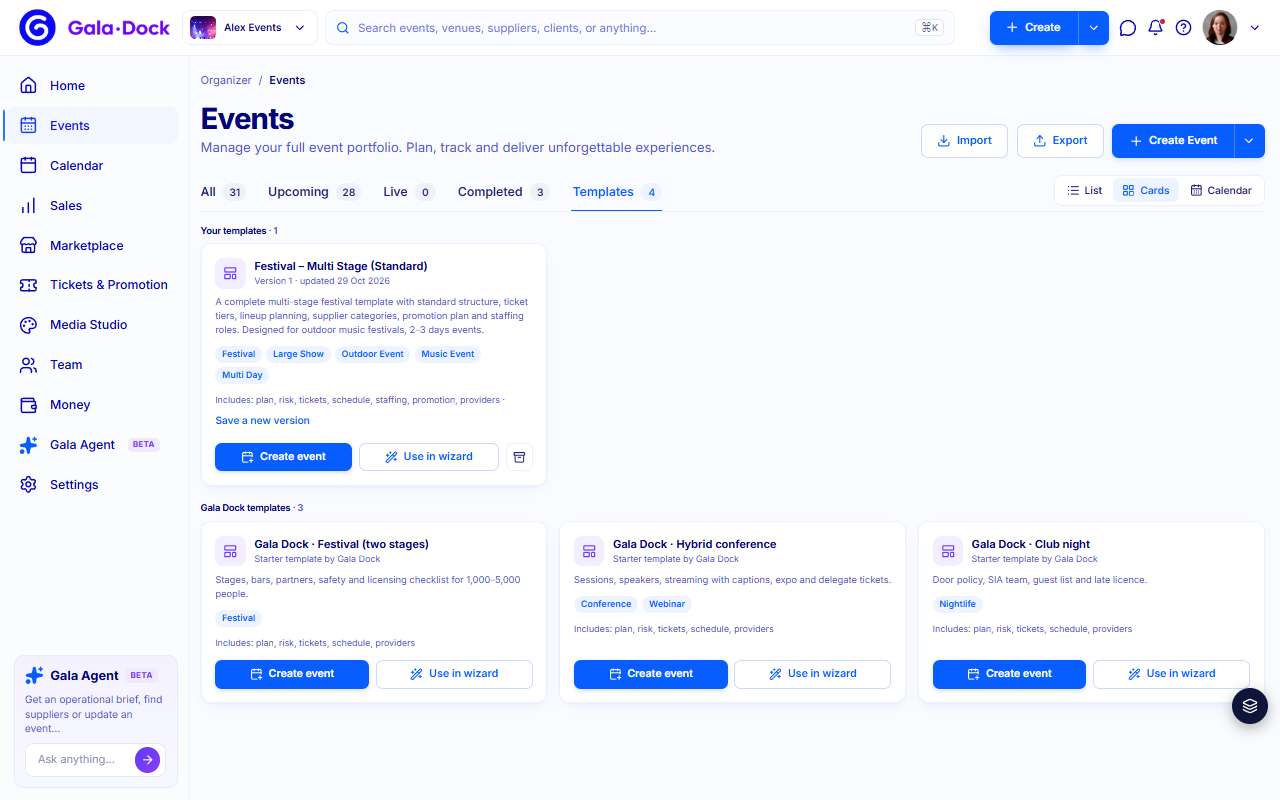 Gala·Dock
Alex Events
Search events, venues, suppliers, clients, or anything...
⌘K
+ Create
Home
Events
Calendar
Sales
Marketplace
Tickets & Promotion
Media Studio
Team
Money
Gala Agent BETA
Settings
Gala Agent BETA
Get an operational brief, find
suppliers or update an
event...
Ask anything...
Organizer / Events
Events
Manage your full event portfolio. Plan, track and deliver unforgettable experiences.
Import
Export
+ Create Event
All 31
Upcoming 28
Live 0
Completed 3
Templates 4
List
Cards
Calendar
Your templates · 1
Festival – Multi Stage (Standard)
Version 1 · updated 29 Oct 2026
A complete multi-stage festival template with standard structure, ticket
tiers, lineup planning, supplier categories, promotion plan and staffing
roles. Designed for outdoor music festivals, 2–3 days events.
Festival
Large Show
Outdoor Event
Music Event
Multi Day
Includes: plan, risk, tickets, schedule, staffing, promotion, providers ·
Save a new version
Create event
Use in wizard
Gala Dock templates · 3
Gala Dock · Festival (two stages)
Starter template by Gala Dock
Stages, bars, partners, safety and licensing checklist for 1,000–5,000
people.
Festival
Includes: plan, risk, tickets, schedule, providers
Create event
Use in wizard
Gala Dock · Hybrid conference
Starter template by Gala Dock
Sessions, speakers, streaming with captions, expo and delegate tickets.
Conference
Webinar
Includes: plan, risk, tickets, schedule, providers
Create event
Use in wizard
Gala Dock · Club night
Starter template by Gala Dock
Door policy, SIA team, guest list and late licence.
Nightlife
Includes: plan, risk, tickets, schedule, providers
Create event
Use in wizard